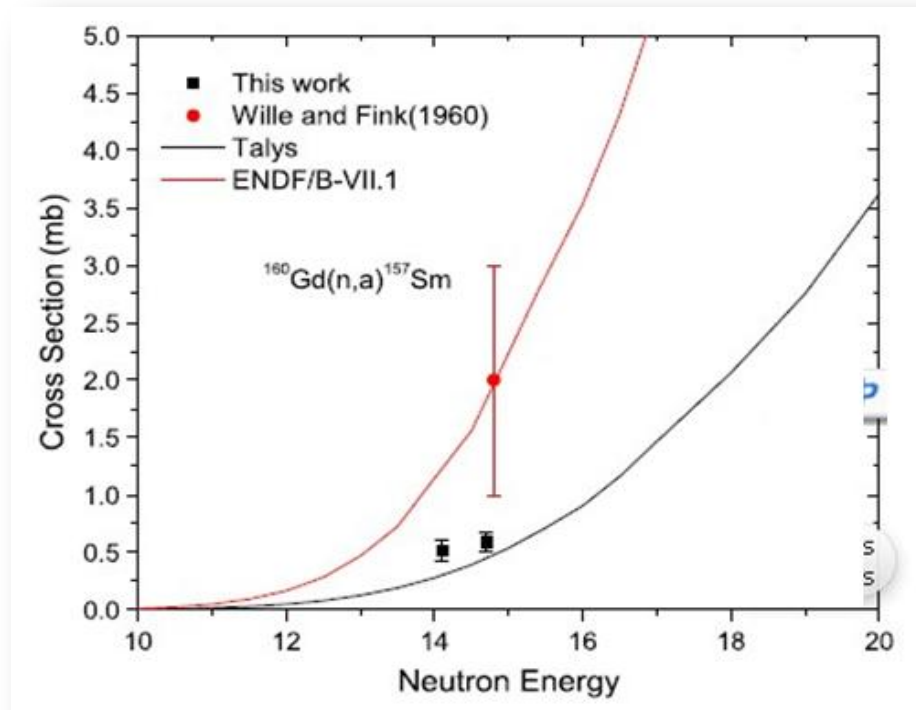 5.0
4.5
4.0
3.5
3.0
2.5
2.0
1.5
1.0
0.5
0.0
Cross Section (mb)
This work
Wille and Fink(1960)
Talys
ENDF/B-VII.1
¹⁶⁰Gd(n,a)¹⁵⁷Sm
s
s
10 12 14 16 18 20
Neutron Energy